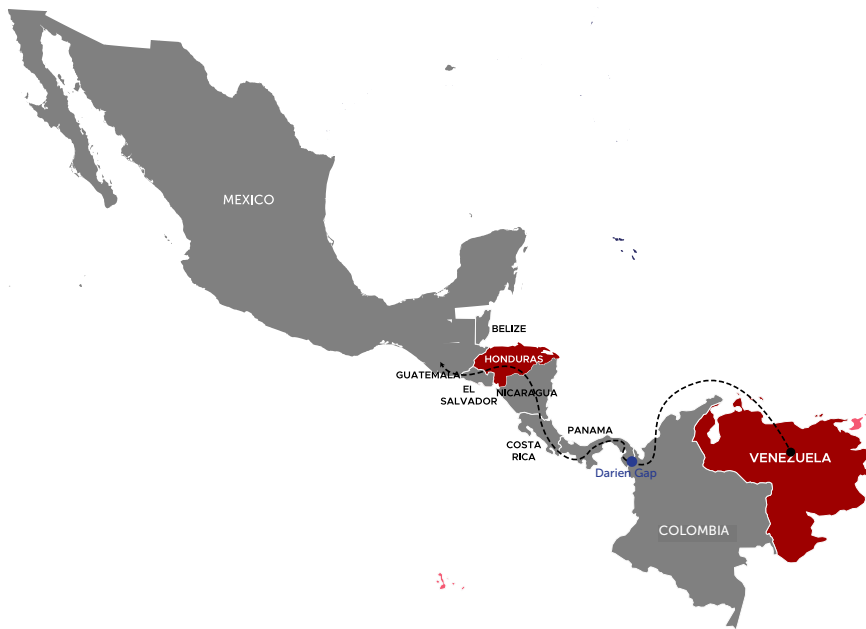 MEXICO
BELIZE
HONDURAS
GUATEMALA
EL
SALVADOR
NICARAGUA
PANAMA
COSTA
RICA
VENEZUELA
Darien Gap
COLOMBIA